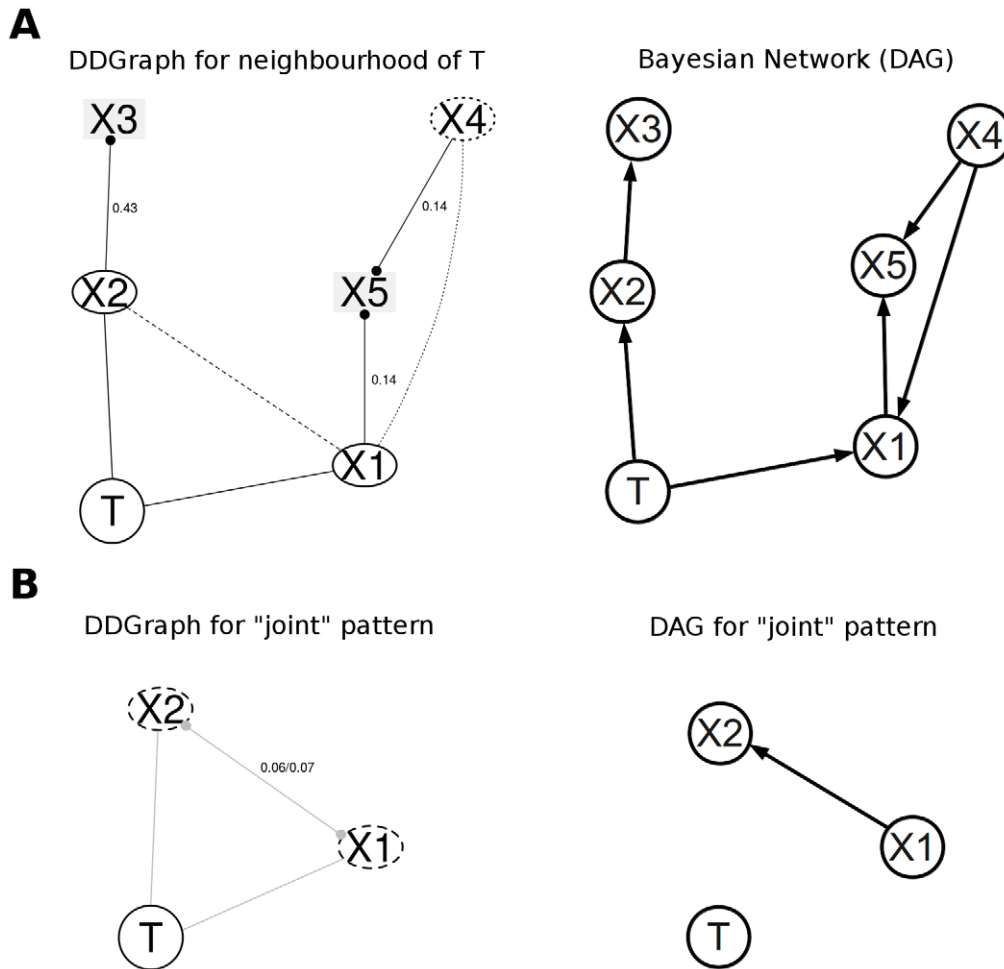 A
DDGraph for neighbourhood of T
X3
X4
0.43
0.14
X2
X5
0.14
X1
T
Bayesian Network (DAG)
X3
X4
X5
X2
X1
T
B
DDGraph for "joint" pattern
X2
0.06/0.07
X1
T
DAG for "joint" pattern
X2
X1
T